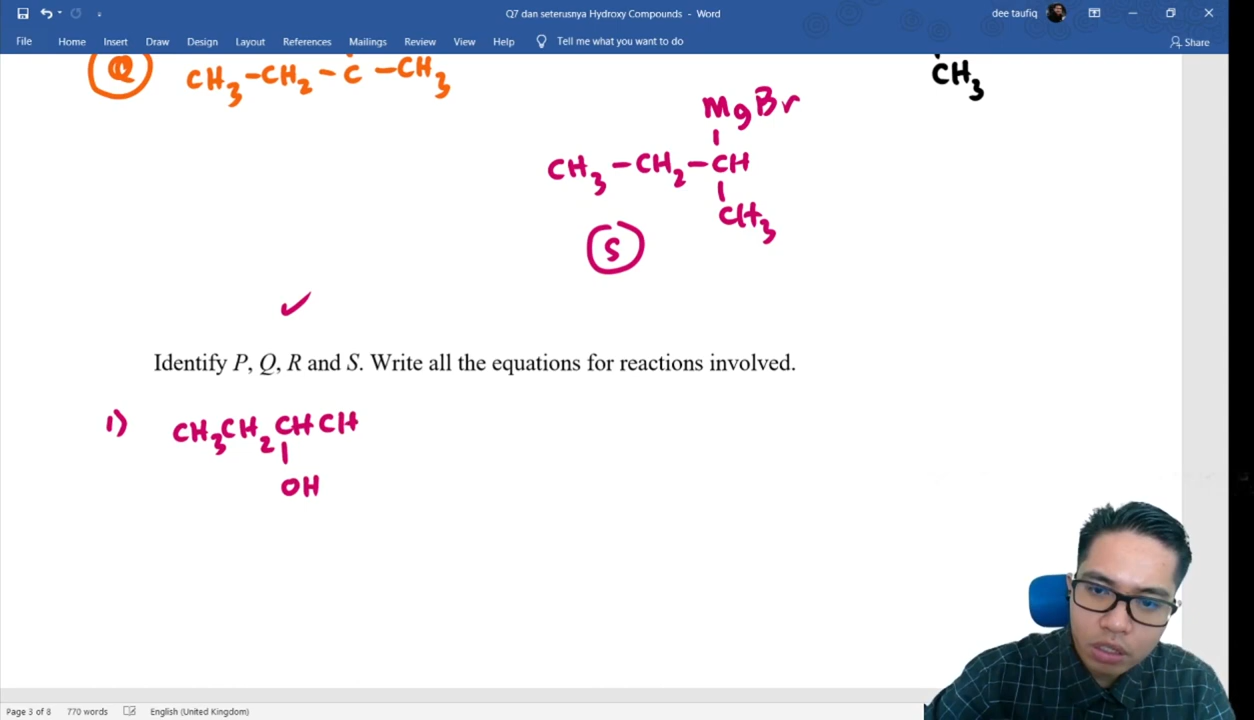 Q7 dan seterusnya Hydroxy Compounds - Word
dee taufiq
File Home Insert Draw Design Layout References Mailings Review View Help Tell me what you want to do Share
Q CH3-CH2-C-CH3
CH3
MgBr
CH3-CH2-CH
CH3
S
Identify P, Q, R and S. Write all the equations for reactions involved.
1) CH3CH2CHCH
OH
Page 3 of 8 770 words English (United Kingdom)